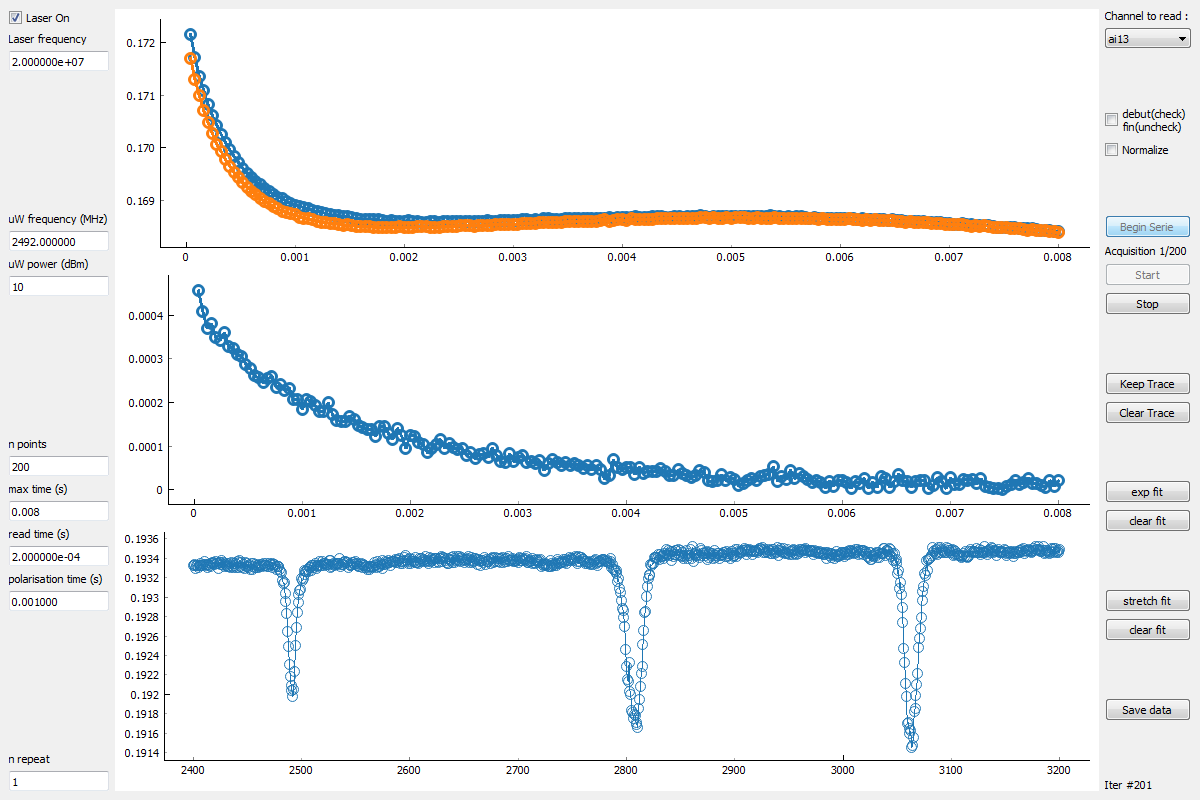 Laser On
Laser frequency
2.000000e+07
uW frequency (MHz)
2492.000000
uW power (dBm)
10
n points
200
max time (s)
0.008
read time (s)
2.000000e-04
polarisation time (s)
0.001000
n repeat
1
0.172
0.171
0.170
0.169
0 0.001 0.002 0.003 0.004 0.005 0.006 0.007 0.008
0.0004
0.0003
0.0002
0.0001
0
0 0.001 0.002 0.003 0.004 0.005 0.006 0.007 0.008
0.1936
0.1934
0.1932
0.193
0.1928
0.1926
0.1924
0.1922
0.192
0.1918
0.1916
0.1914
2400 2500 2600 2700 2800 2900 3000 3100 3200
Channel to read :
ai13
debut(check)
fin(uncheck)
Normalize
Begin Serie
Acquisition 1/200
Start
Stop
Keep Trace
Clear Trace
exp fit
clear fit
stretch fit
clear fit
Save data
Iter #201